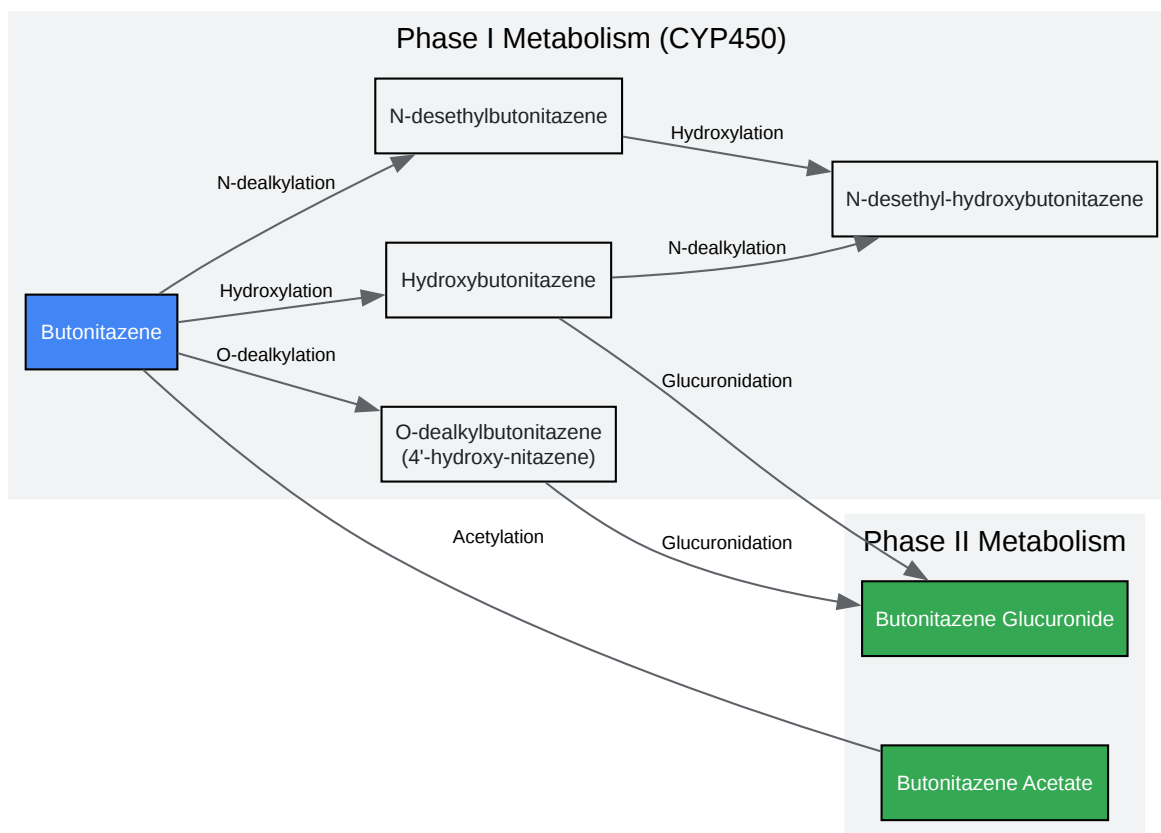 Phase I Metabolism (CYP450)
N-desethylbutonitazene
Hydroxylation
N-dealkylation
N-desethyl-hydroxybutonitazene
N-dealkylation
Hydroxybutonitazene
Hydroxylation
Butonitazene
O-dealkylation
Glucuronidation
O-dealkylbutonitazene
(4'-hydroxy-nitazene)
Acetylation
Glucuronidation
Phase II Metabolism
Butonitazene Glucuronide
Butonitazene Acetate